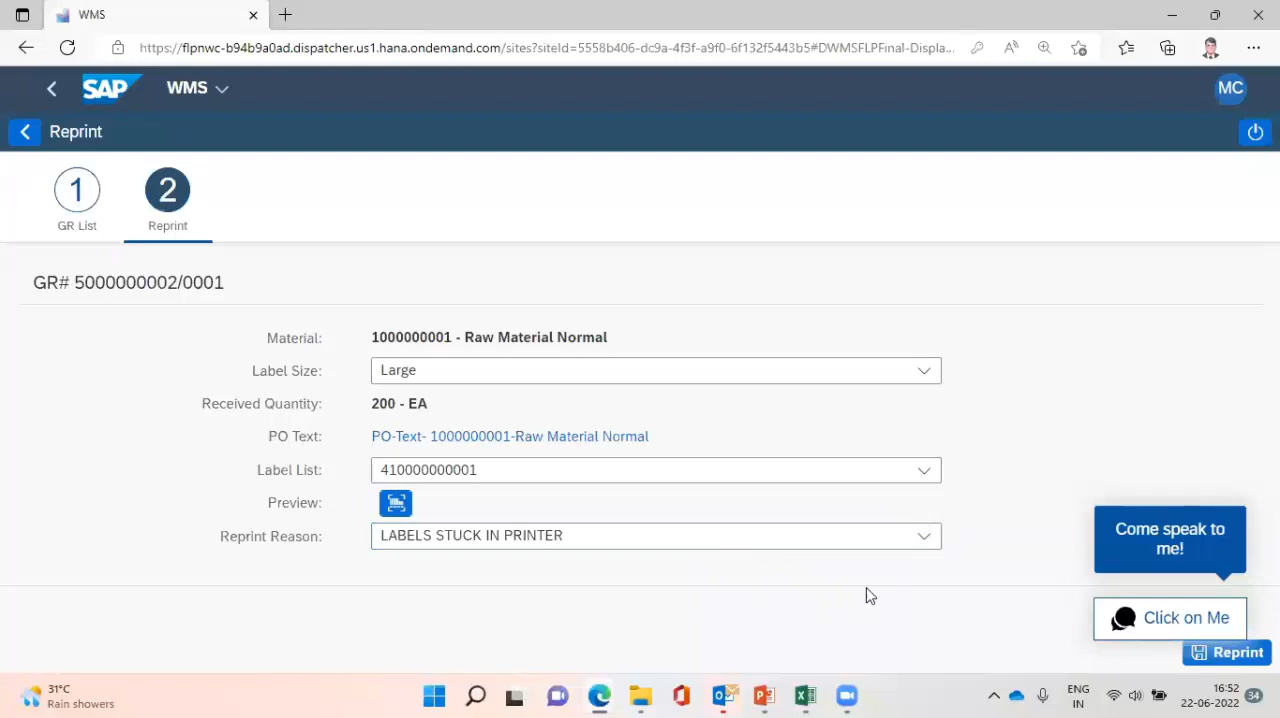 WMS
https://flpnwc-b94b9a0ad.dispatcher.us1.hana.ondemand.com/sites?siteId=5558b406-dc9a-4f3f-a9f0-6f132f5443b5#DWMSFLPFinal-Displa...
SAP WMS MC
Reprint
1 2
GR List Reprint
GR# 5000000002/0001
Material: 1000000001 - Raw Material Normal
Label Size: Large
Received Quantity: 200 - EA
PO Text: PO-Text- 1000000001-Raw Material Normal
Label List: 410000000001
Preview:
Reprint Reason: LABELS STUCK IN PRINTER
Come speak to
me!
Click on Me
Reprint
31°C
Rain showers
ENG
IN
16:52
22-06-2022
34